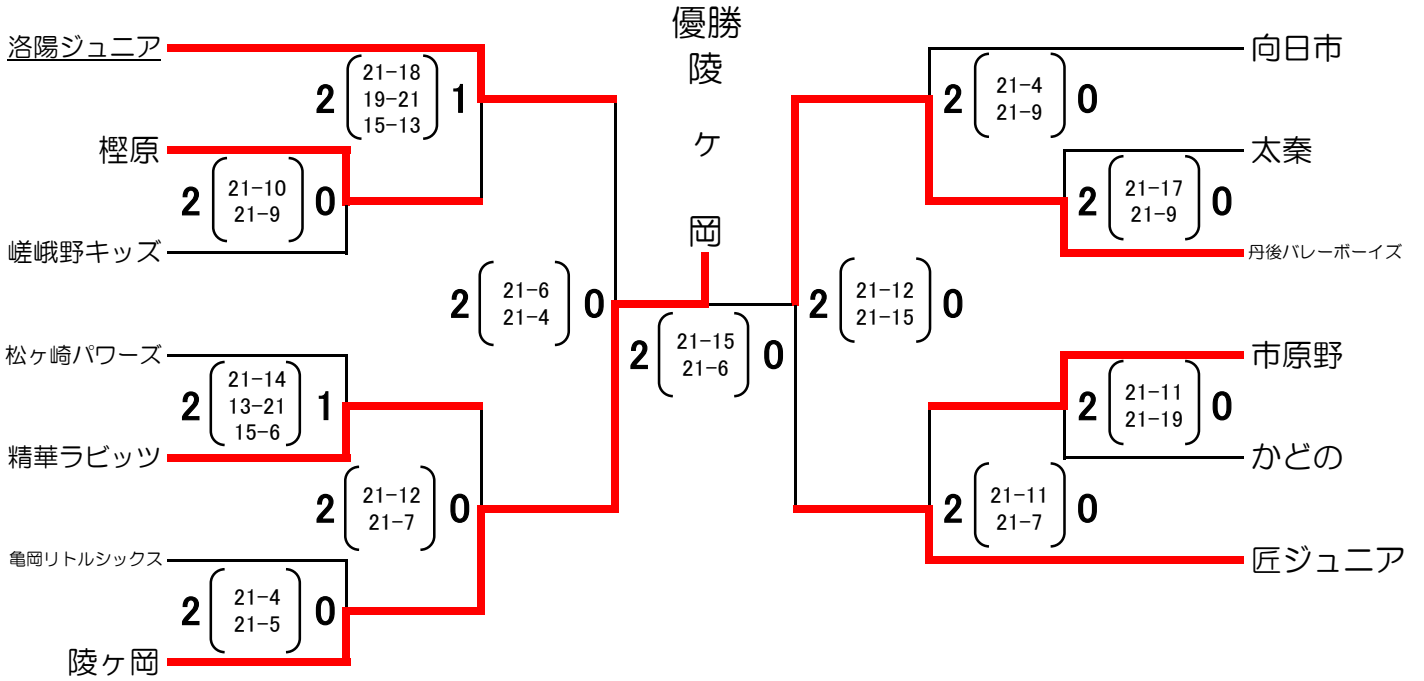 優勝
陵
ヶ
岡
洛陽ジュニア
2 21-18 1
19-21
15-13
樫原
2 21-10 0
21-9
嵯峨野キッズ
2 21-6 0
21-4
松ヶ崎パワーズ
2 21-14 1
13-21
15-6
精華ラビッツ
2 21-12 0
21-7
亀岡リトルシックス
2 21-4 0
21-5
陵ヶ岡
2 21-15 0
21-6
向日市
2 21-4 0
21-9
太秦
2 21-17 0
21-9
丹後バレーボーイズ
2 21-12 0
21-15
市原野
2 21-11 0
21-19
かどの
2 21-11 0
21-7
匠ジュニア